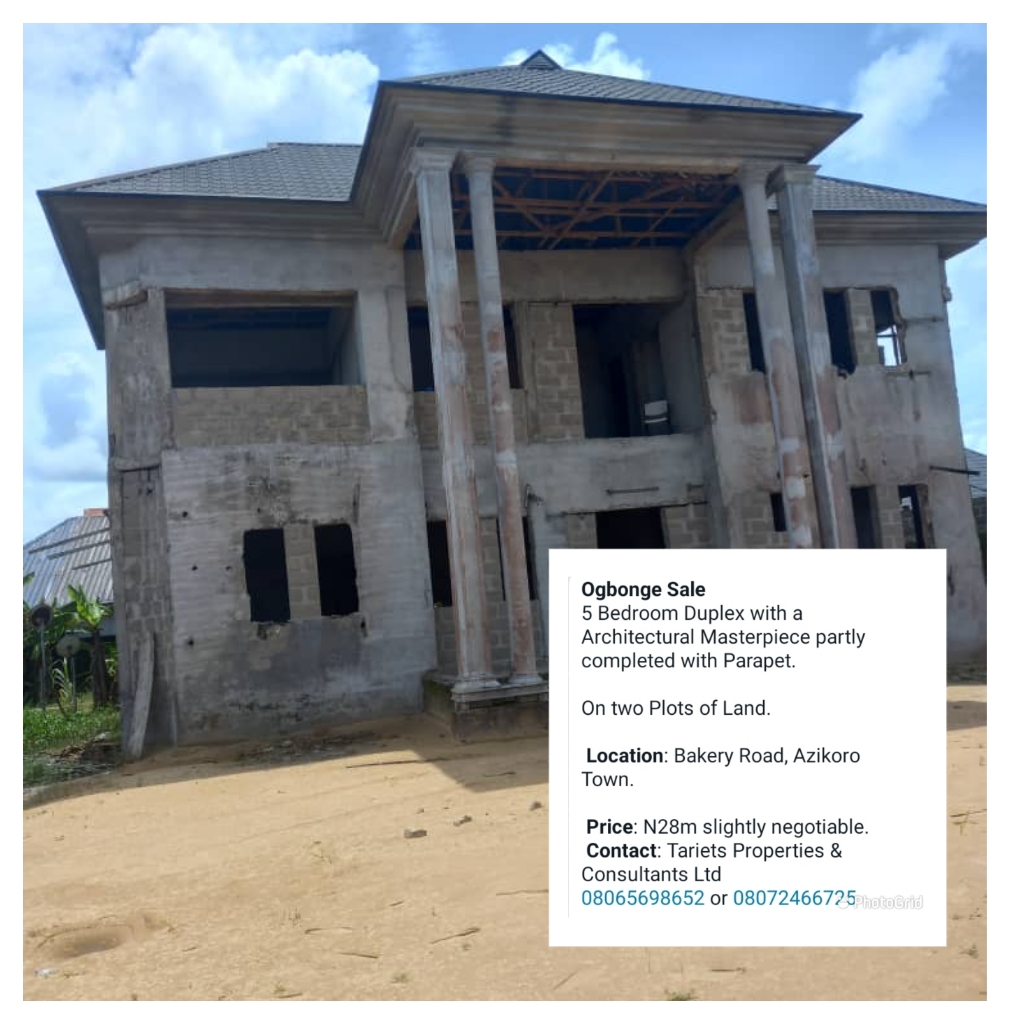 Ogbonge Sale
5 Bedroom Duplex with a
Architectural Masterpiece partly
completed with Parapet.
On two Plots of Land.
Location: Bakery Road, Azikoro
Town.
Price: N28m slightly negotiable.
Contact: Tariets Properties &
Consultants Ltd
08065698652 or 08072466725
PhotoGrid